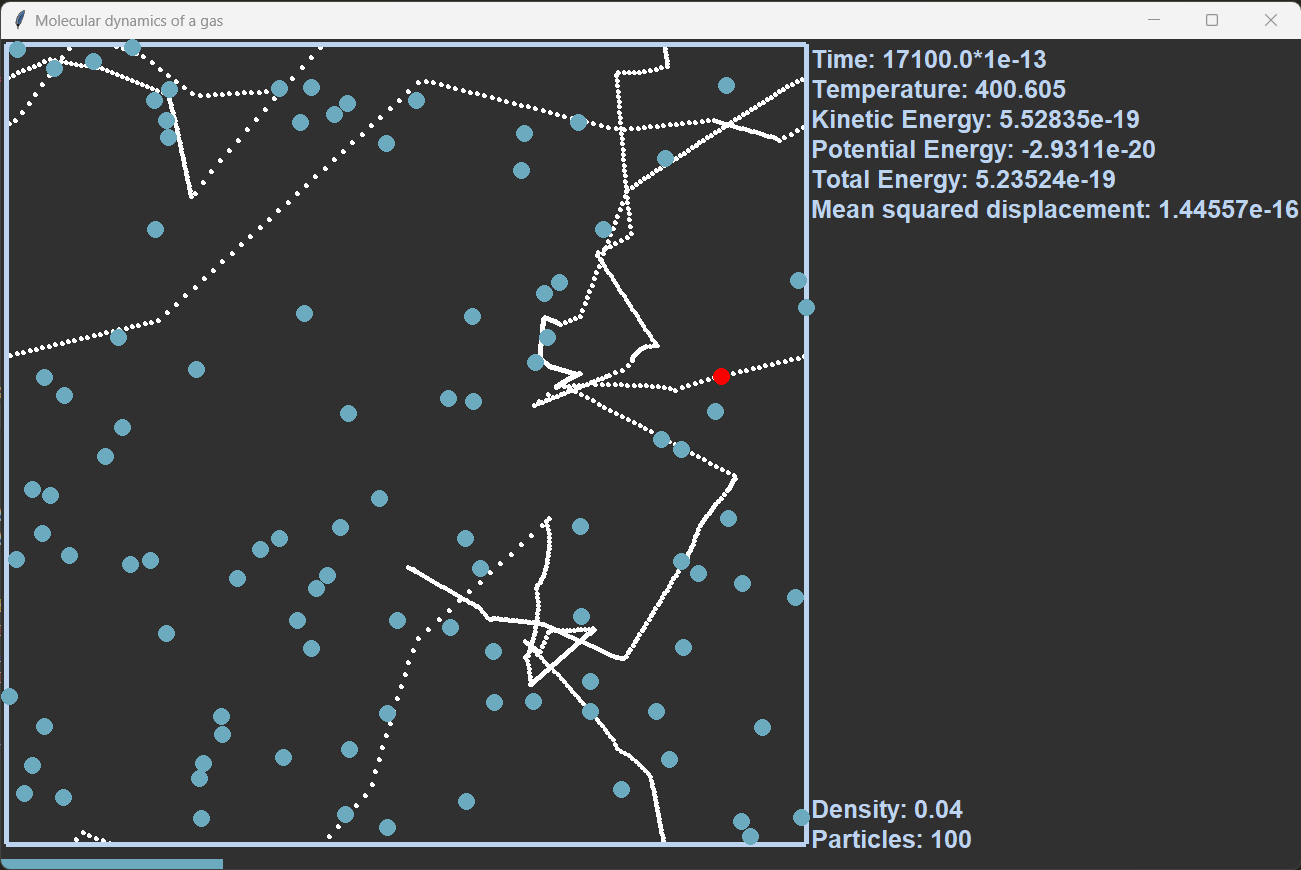 Molecular dynamics of a gas
Time: 17100.0*1e-13
Temperature: 400.605
Kinetic Energy: 5.52835e-19
Potential Energy: -2.9311e-20
Total Energy: 5.23524e-19
Mean squared displacement: 1.44557e-16
Density: 0.04
Particles: 100